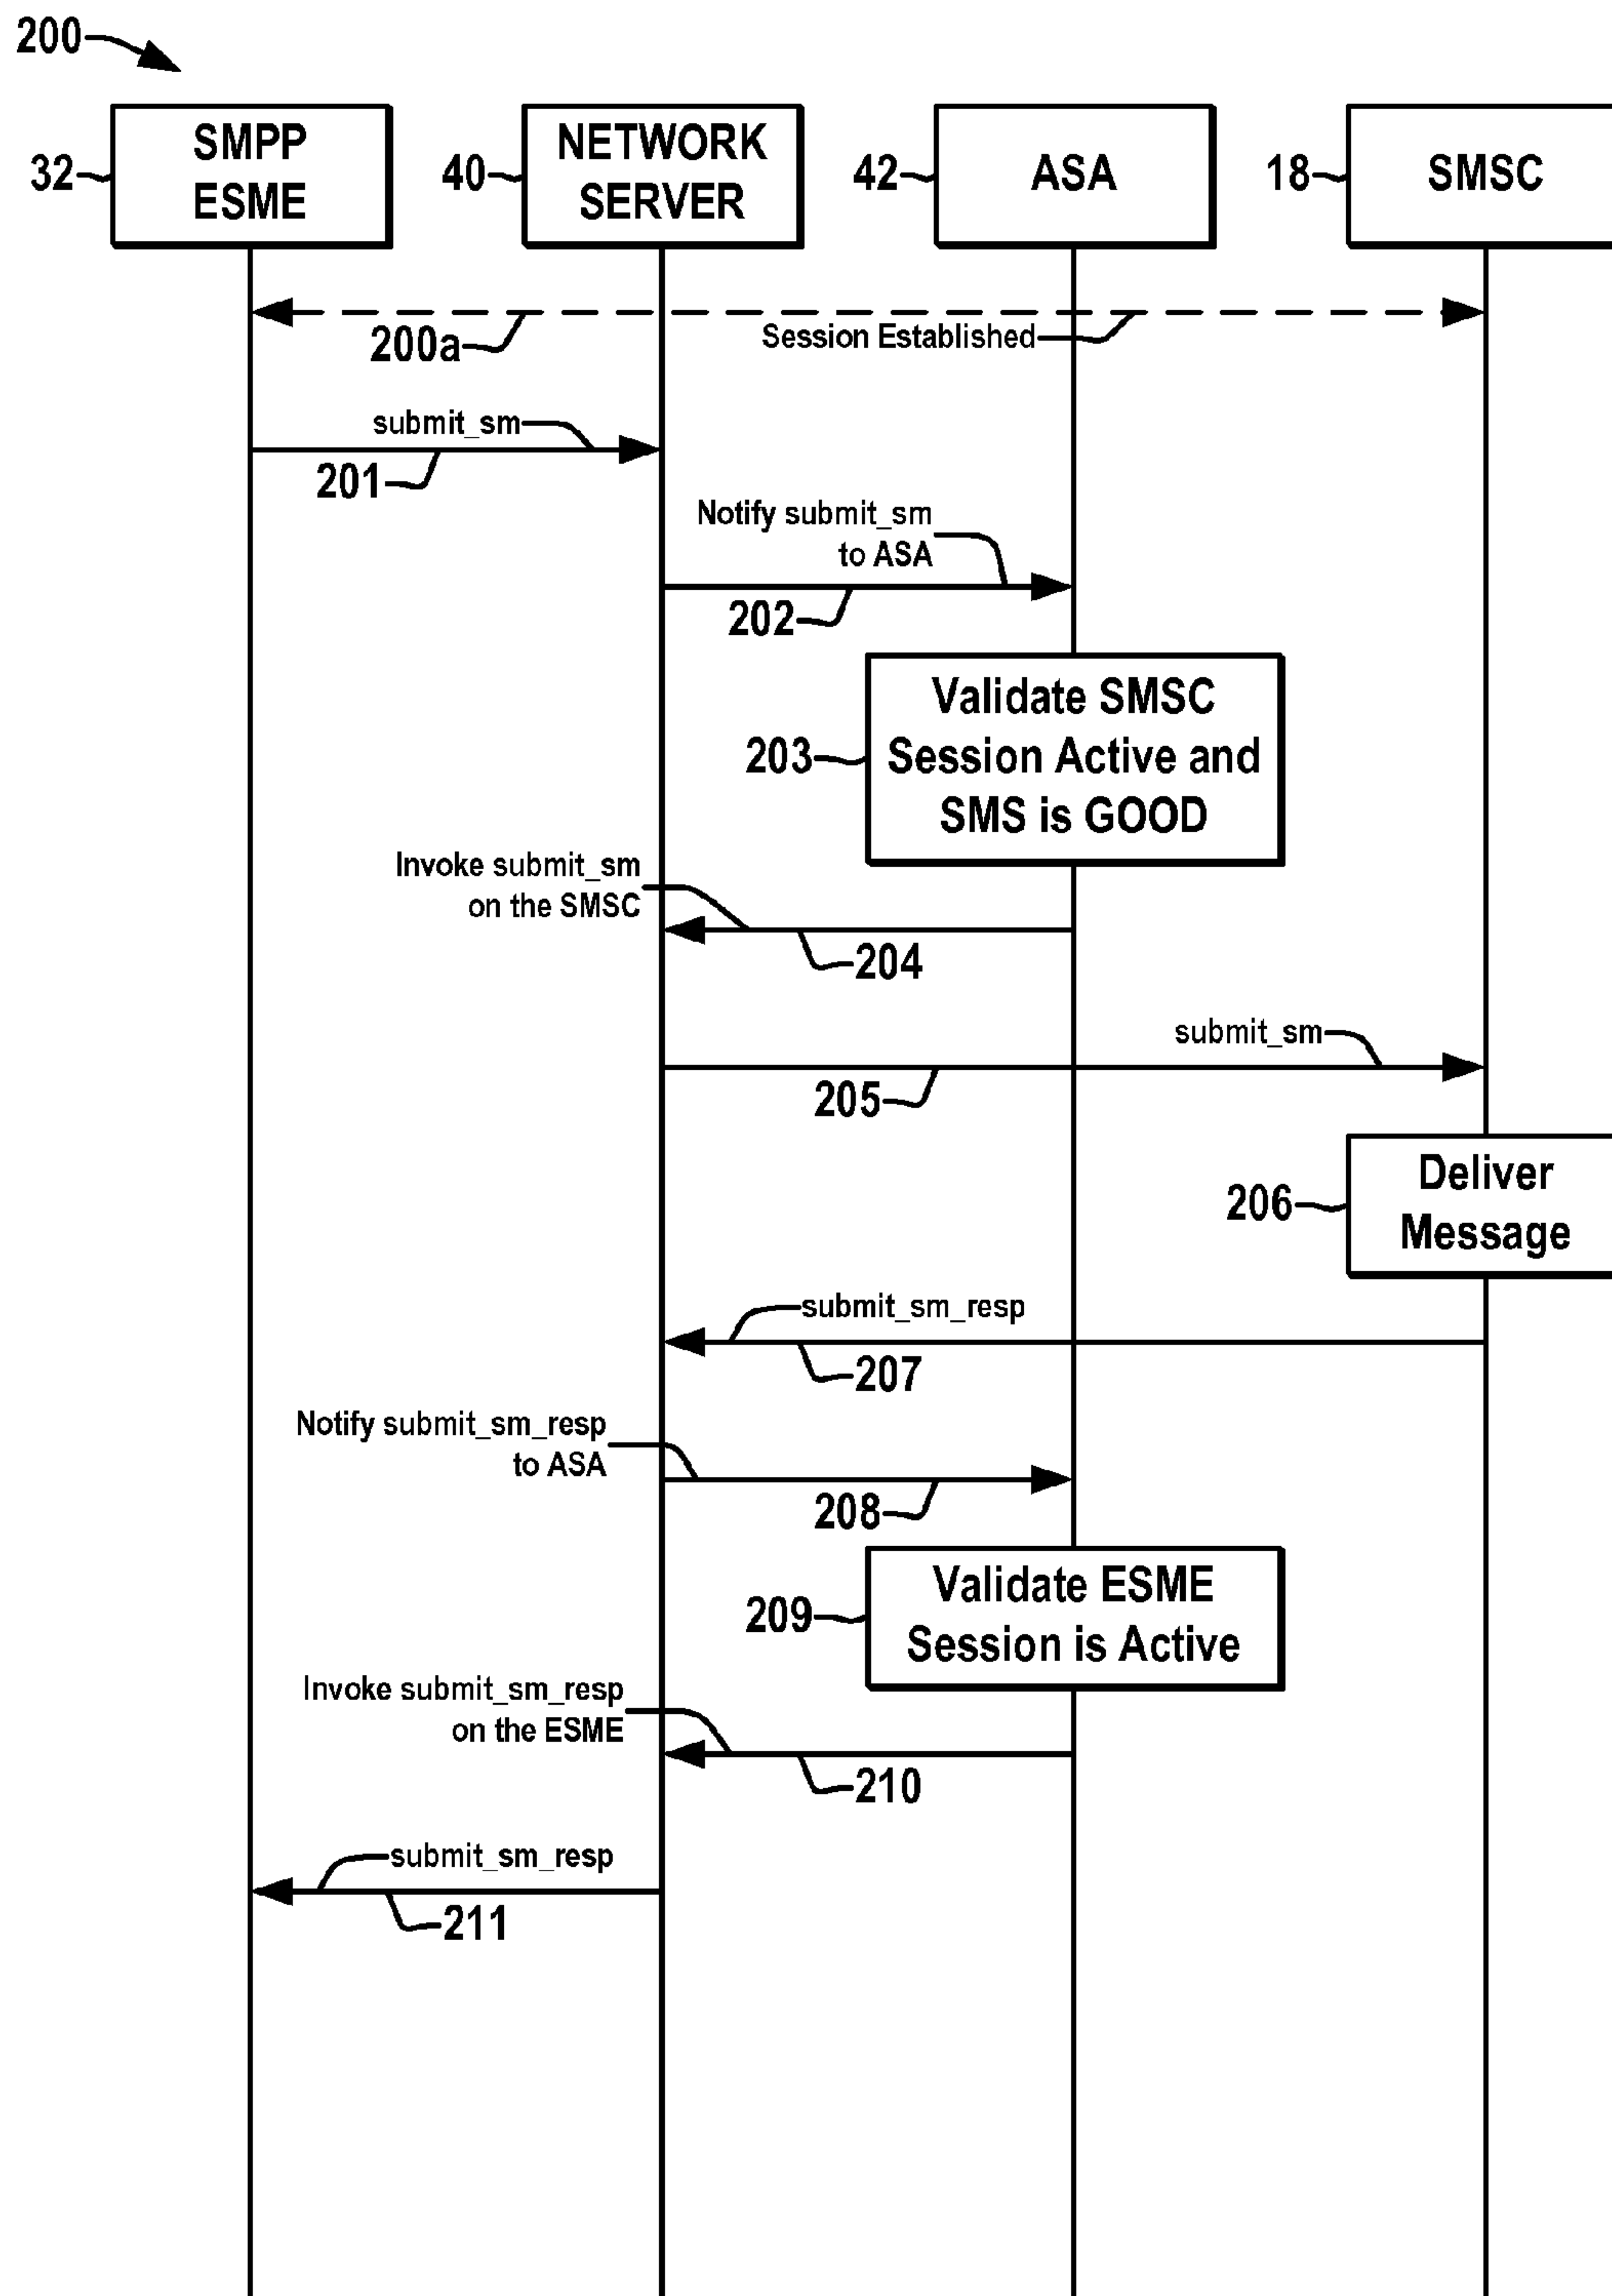 200
32
SMPP
ESME
40
NETWORK
SERVER
42
ASA
18
SMSC
200a
Session Established
submit_sm
201
Notify submit_sm
to ASA
202
203
Validate SMSC
Session Active and
SMS is GOOD
Invoke submit_sm
on the SMSC
204
submit_sm
205
206
Deliver
Message
submit_sm_resp
207
Notify submit_sm_resp
to ASA
208
209
Validate ESME
Session is Active
Invoke submit_sm_resp
on the ESME
210
submit_sm_resp
211